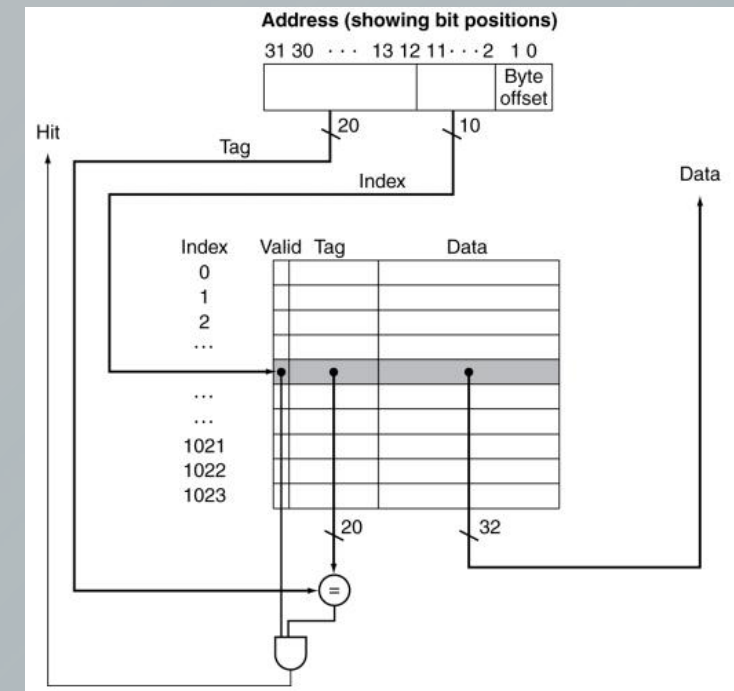 Address (showing bit positions)
31 30 · · · 13 12 11 · · · 2 1 0
Byte
offset
20
10
Hit
Tag
Index
Data
Index Valid Tag Data
0
1
2
...
...
...
1021
1022
1023
20
32
=